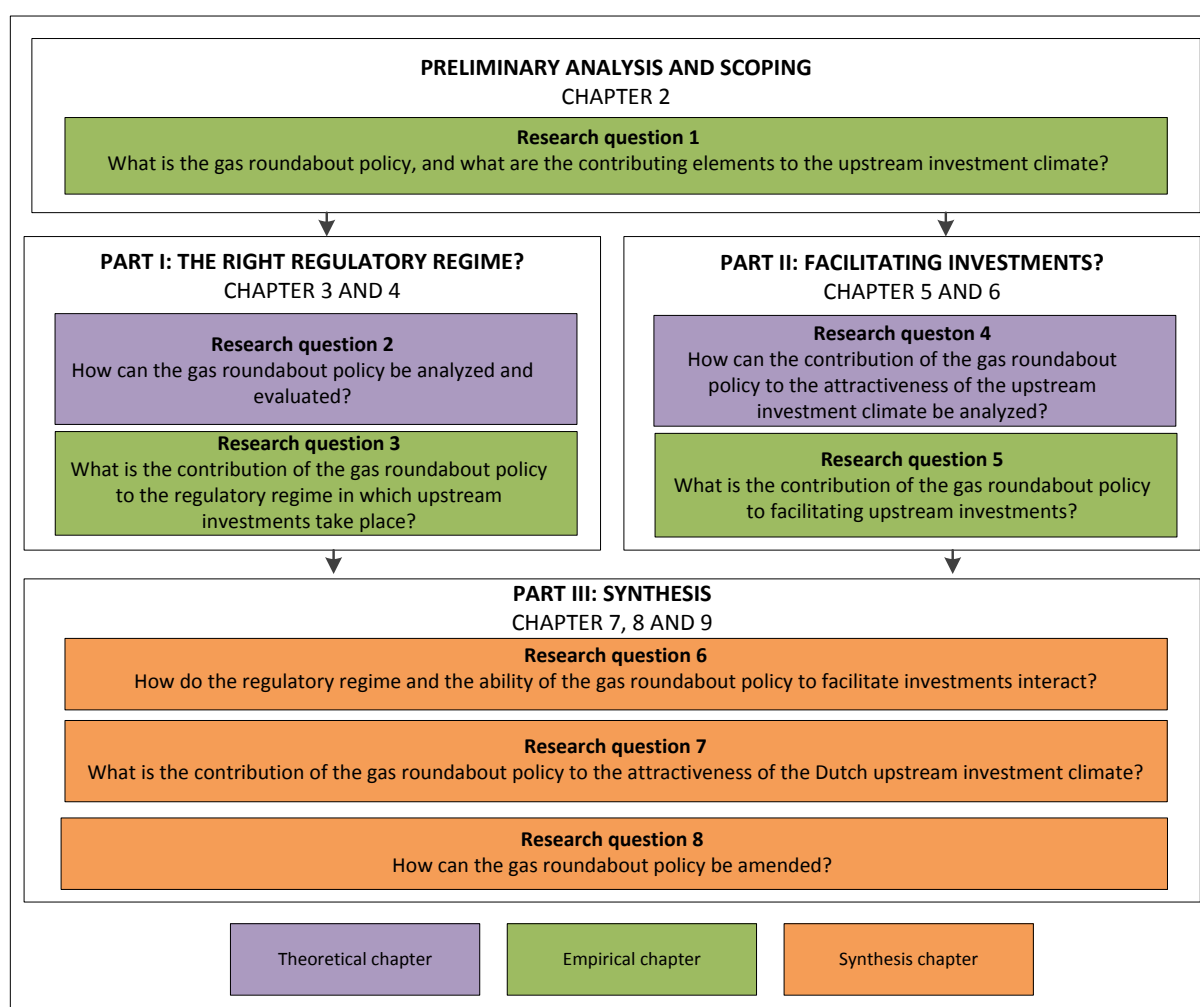 PRELIMINARY ANALYSIS AND SCOPING
CHAPTER 2
Research question 1
What is the gas roundabout policy, and what are the contributing elements to the upstream investment climate?
PART I: THE RIGHT REGULATORY REGIME?
CHAPTER 3 AND 4
Research question 2
How can the gas roundabout policy be analyzed and
evaluated?
Research question 3
What is the contribution of the gas roundabout policy
to the regulatory regime in which upstream
investments take place?
PART II: FACILITATING INVESTMENTS?
CHAPTER 5 AND 6
Research queston 4
How can the contribution of the gas roundabout
policy to the attractiveness of the upstream
investment climate be analyzed?
Research question 5
What is the contribution of the gas roundabout policy
to facilitating upstream investments?
PART III: SYNTHESIS
CHAPTER 7, 8 AND 9
Research question 6
How do the regulatory regime and the ability of the gas roundabout policy to facilitate investments interact?
Research question 7
What is the contribution of the gas roundabout policy to the attractiveness of the Dutch upstream investment climate?
Research question 8
How can the gas roundabout policy be amended?
Theoretical chapter
Empirical chapter
Synthesis chapter